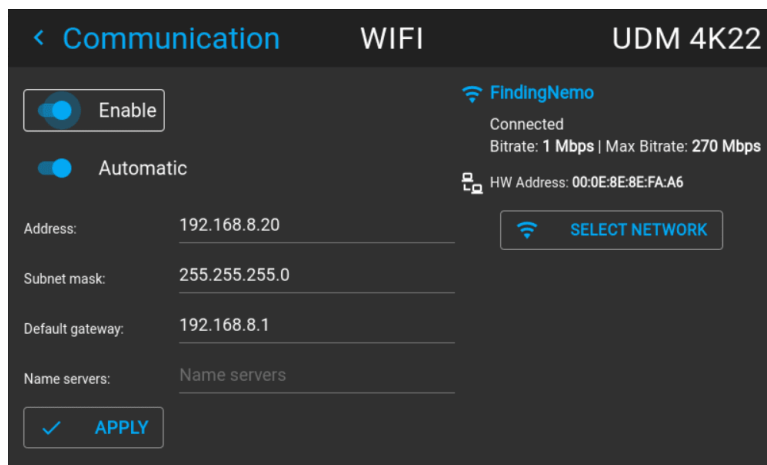 Communication WIFI UDM 4K22
Enable
Automatic
Address: 192.168.8.20
Subnet mask: 255.255.255.0
Default gateway: 192.168.8.1
Name servers: Name servers
APPLY
FindingNemo
Connected
Bitrate: 1 Mbps | Max Bitrate: 270 Mbps
HW Address: 00:0E:8E:8E:FA:A6
SELECT NETWORK